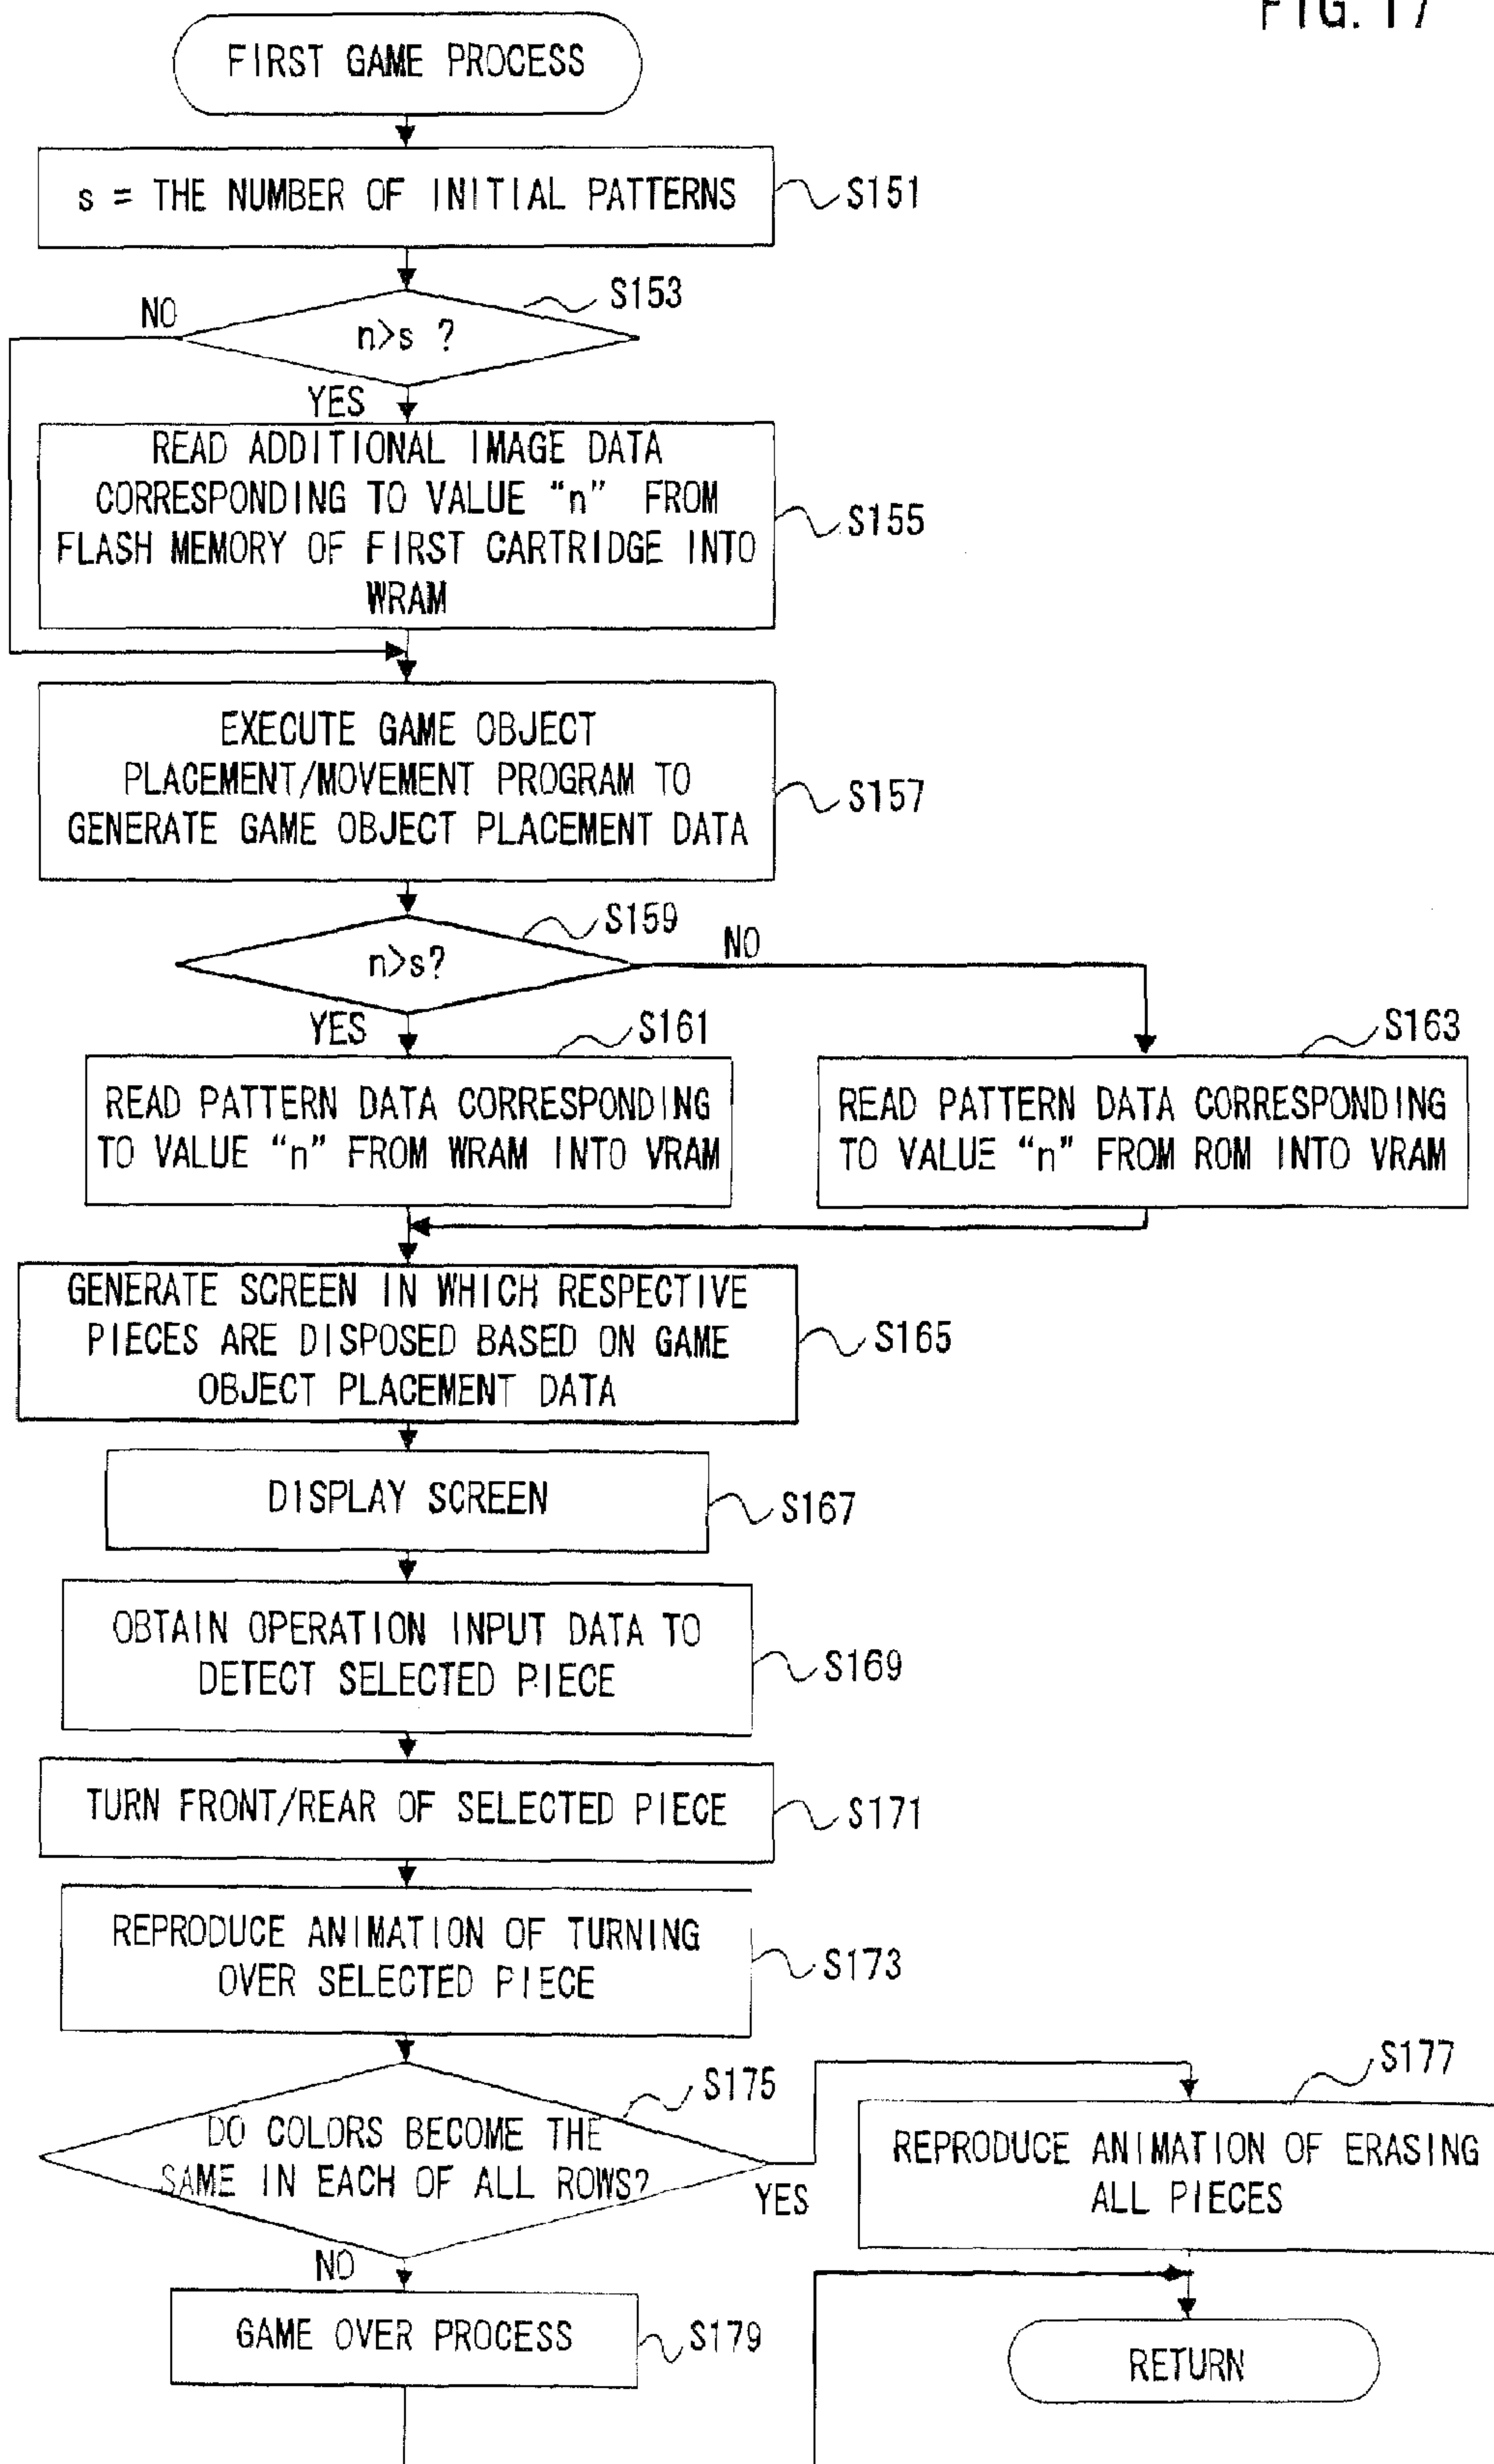 FIG. 17
FIRST GAME PROCESS
s = THE NUMBER OF INITIAL PATTERNS
S151
S153
NO
n>s ?
YES
READ ADDITIONAL IMAGE DATA
CORRESPONDING TO VALUE “n” FROM
FLASH MEMORY OF FIRST CARTRIDGE INTO
WRAM
S155
EXECUTE GAME OBJECT
PLACEMENT/MOVEMENT PROGRAM TO
GENERATE GAME OBJECT PLACEMENT DATA
S157
S159
n>s?
NO
YES
S161
S163
READ PATTERN DATA CORRESPONDING
TO VALUE “n” FROM WRAM INTO VRAM
READ PATTERN DATA CORRESPONDING
TO VALUE “n” FROM ROM INTO VRAM
GENERATE SCREEN IN WHICH RESPECTIVE
PIECES ARE DISPOSED BASED ON GAME
OBJECT PLACEMENT DATA
S165
DISPLAY SCREEN
S167
OBTAIN OPERATION INPUT DATA TO
DETECT SELECTED PIECE
S169
TURN FRONT/REAR OF SELECTED PIECE
S171
REPRODUCE ANIMATION OF TURNING
OVER SELECTED PIECE
S173
S175
DO COLORS BECOME THE
SAME IN EACH OF ALL ROWS?
YES
NO
S177
REPRODUCE ANIMATION OF ERASING
ALL PIECES
GAME OVER PROCESS
S179
RETURN